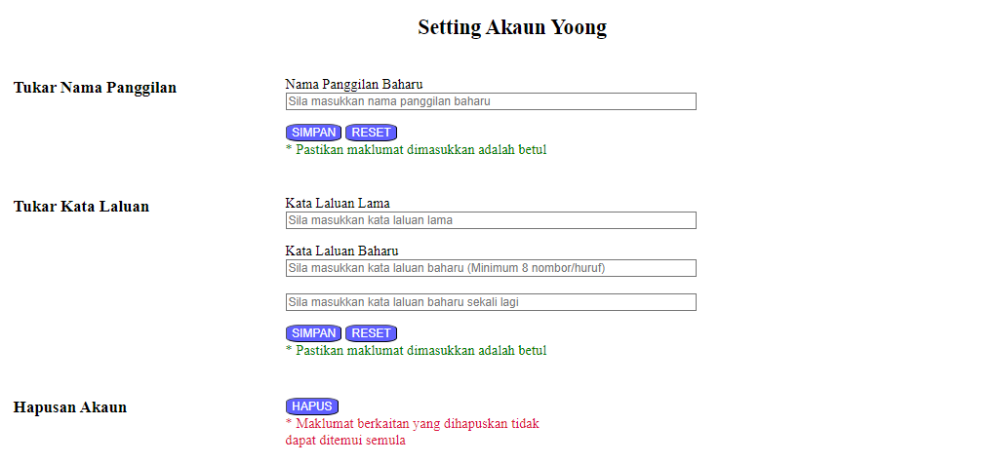 Setting Akaun Yoong
Tukar Nama Panggilan
Nama Panggilan Baharu
Sila masukkan nama panggilan baharu
SIMPAN RESET
* Pastikan maklumat dimasukkan adalah betul
Tukar Kata Laluan
Kata Laluan Lama
Sila masukkan kata laluan lama
Kata Laluan Baharu
Sila masukkan kata laluan baharu (Minimum 8 nombor/huruf)
Sila masukkan kata laluan baharu sekali lagi
SIMPAN RESET
* Pastikan maklumat dimasukkan adalah betul
Hapusan Akaun
HAPUS
* Maklumat berkaitan yang dihapuskan tidak
dapat ditemui semula